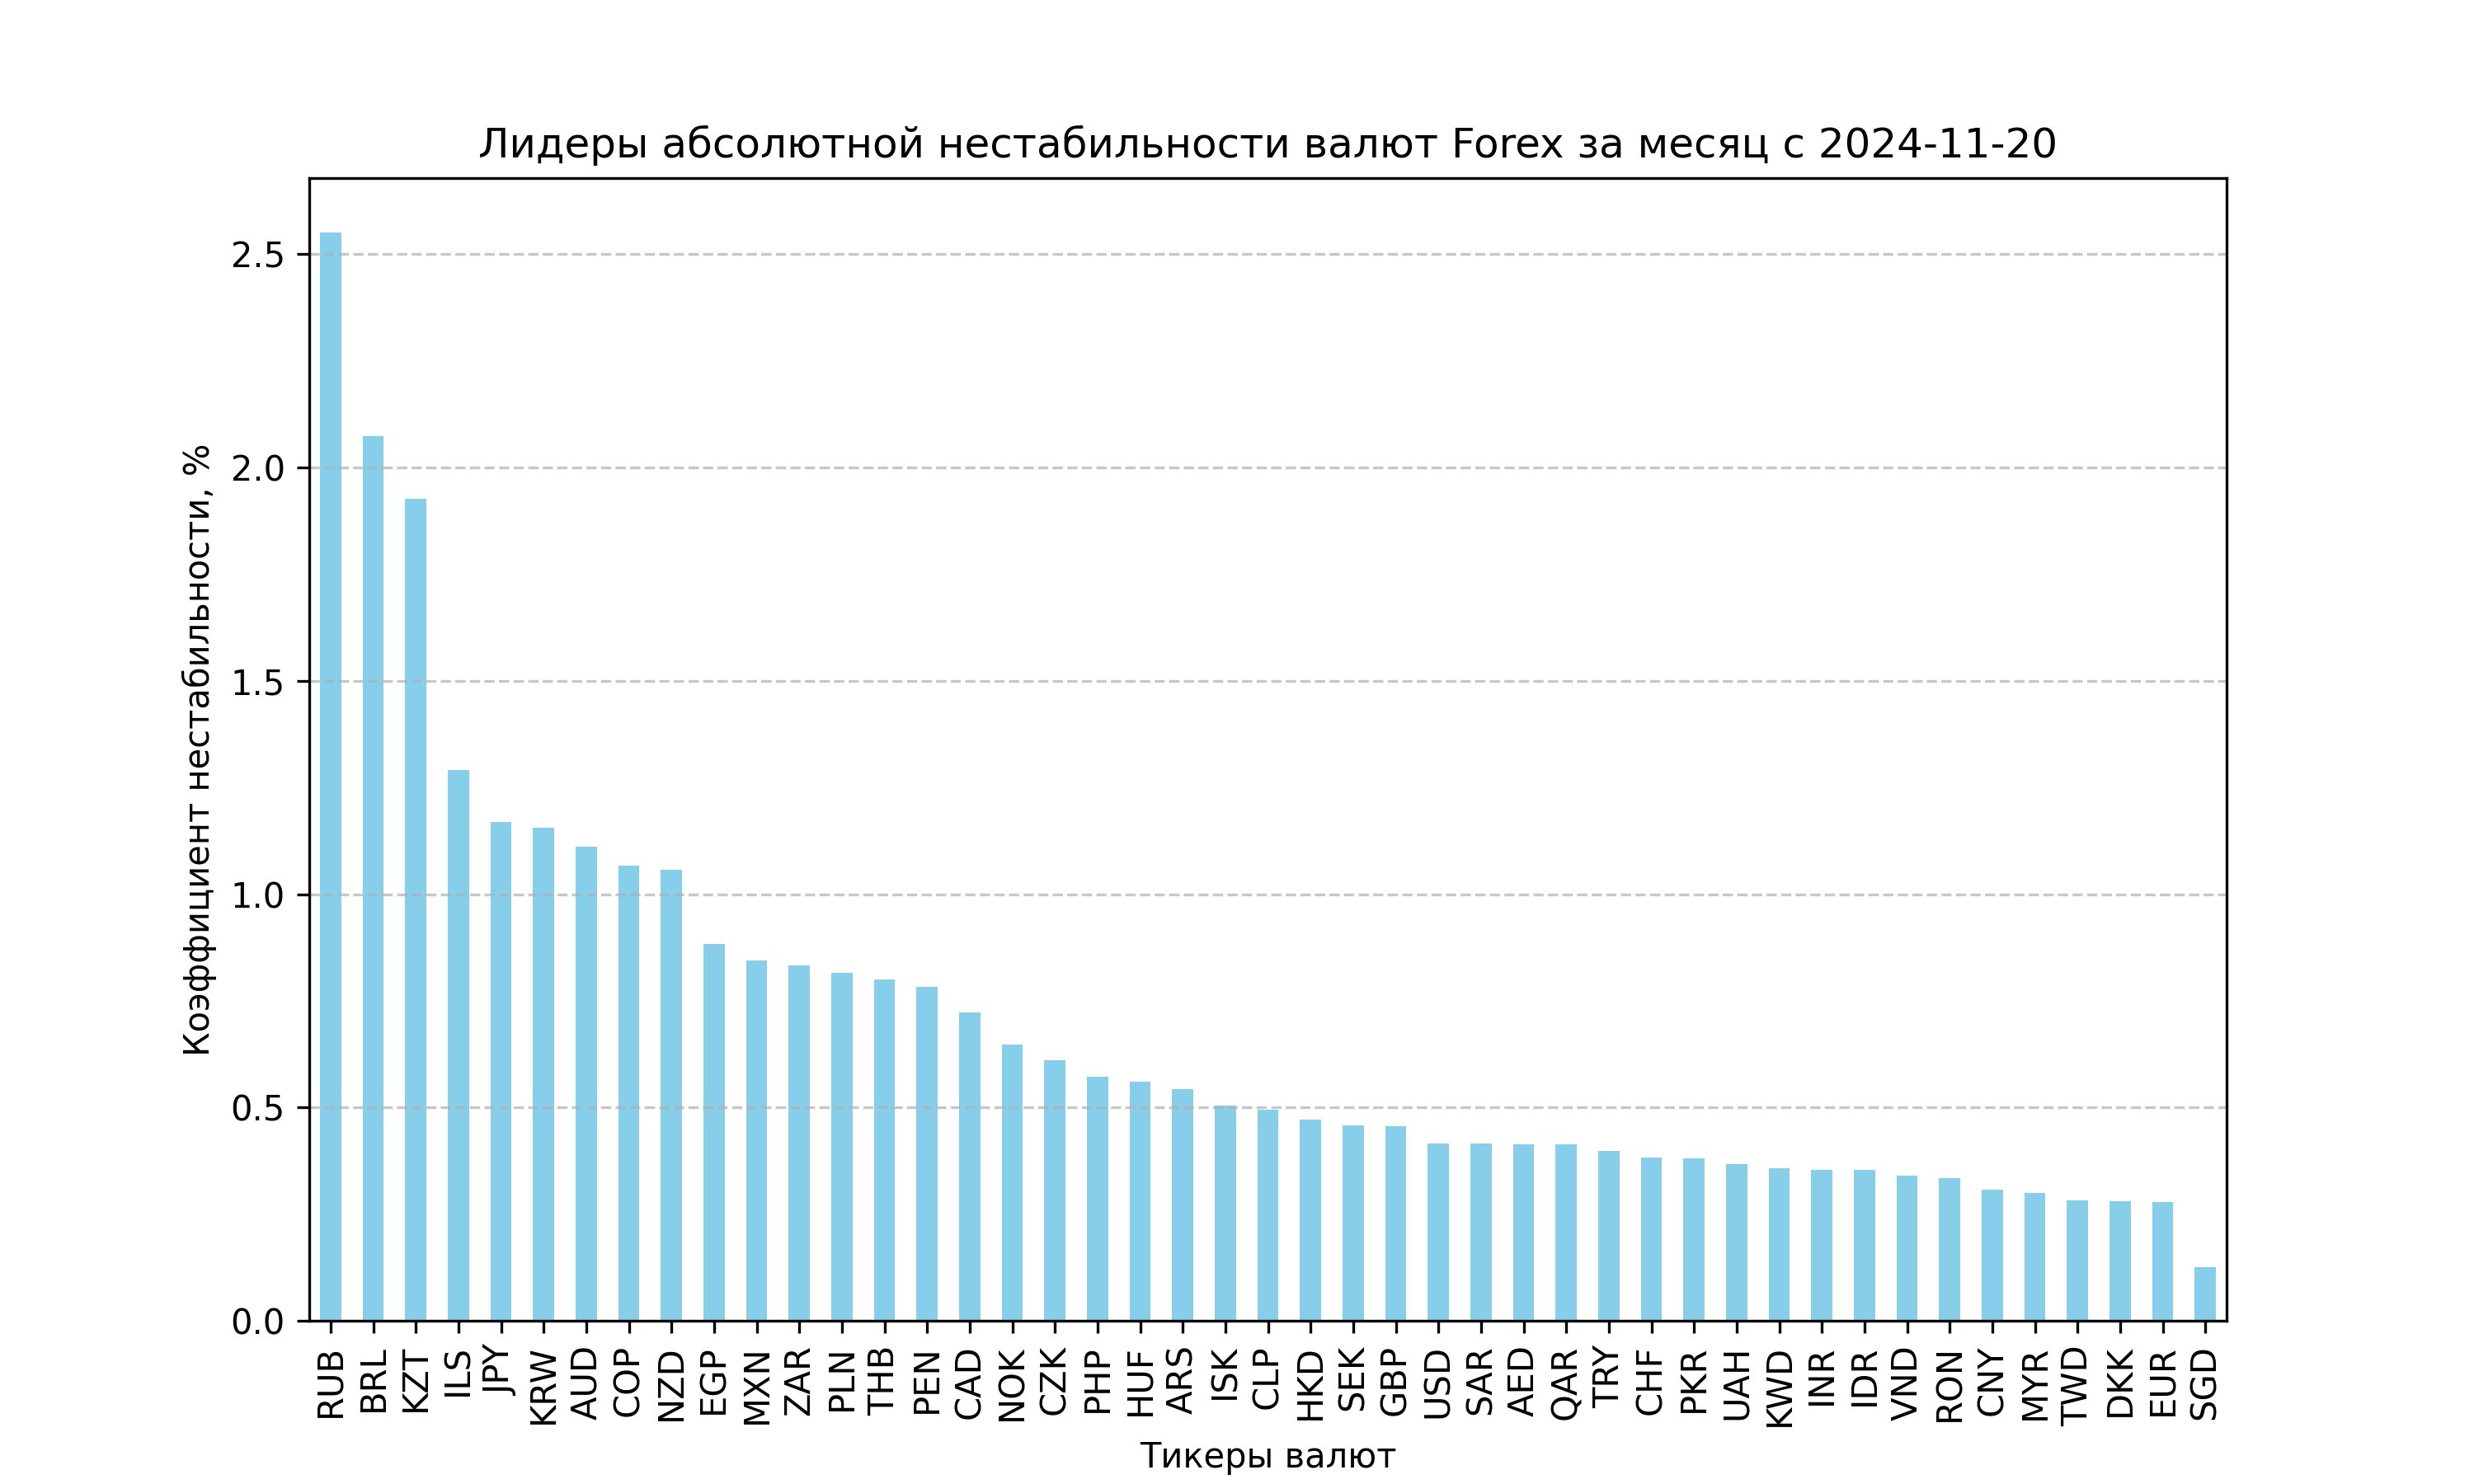 Лидеры абсолютной нестабильности валют Forex за месяц с 2024-11-20
Коэффициент нестабильности, %
2.5
2.0
1.5
1.0
0.5
0.0
RUB BRL KZT ILS JPY KRW AUD COP NZD EGP MXN ZAR PLN THB PEN CAD NOK CZK PHP HUF ARS ISK CLP HKD SEK GBP USD SAR AED QAR TRY CHF PKR UAH KWD INR IDR VND RON CNY MYR TWD DKK EUR SGD
Тикеры валют